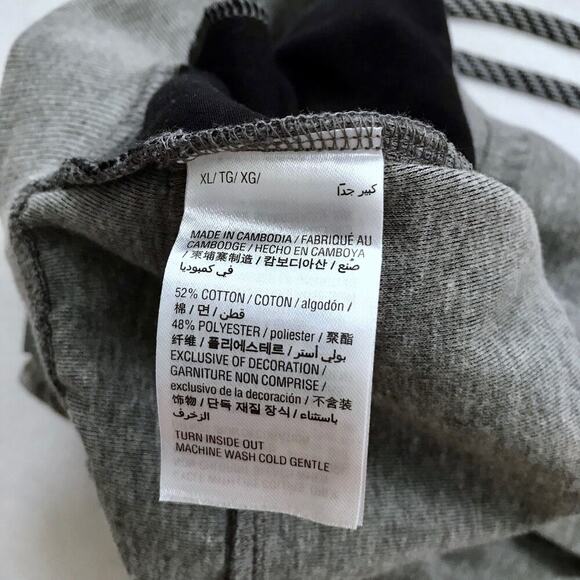 XL/ TG/ XG/ كبير جدًا
MADE IN CAMBODIA / FABRIQUÉ AU
CAMBODGE / HECHO EN CAMBOYA
/ 柬埔寨制造 / 캄보디아산 / صُنع
في كمبوديا
52% COTTON / COTON / algodón /
棉 / 면 / قطن /
48% POLYESTER / poliester / 聚酯
纤维 / 폴리에스테르 / بولي أستر /
EXCLUSIVE OF DECORATION /
GARNITURE NON COMPRISE /
exclusivo de la decoración / 不含装
饰物 / 단독 재질 장식 / باستثناء
الزخرف
TURN INSIDE OUT
MACHINE WASH COLD GENTLE